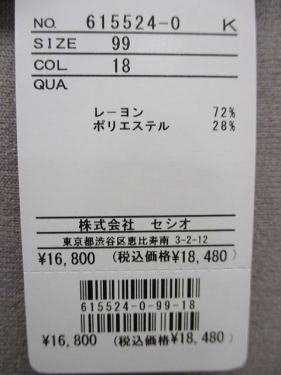 NO. 615524-0 K
SIZE 99
COL 18
QUA
レーヨン 72%
ポリエステル 28%
株式会社 セシオ
東京都渋谷区恵比寿南 3-2-12
¥16,800 (税込価格¥18,480)
615524-0-99-18
¥16,800 (税込価格¥18,480)